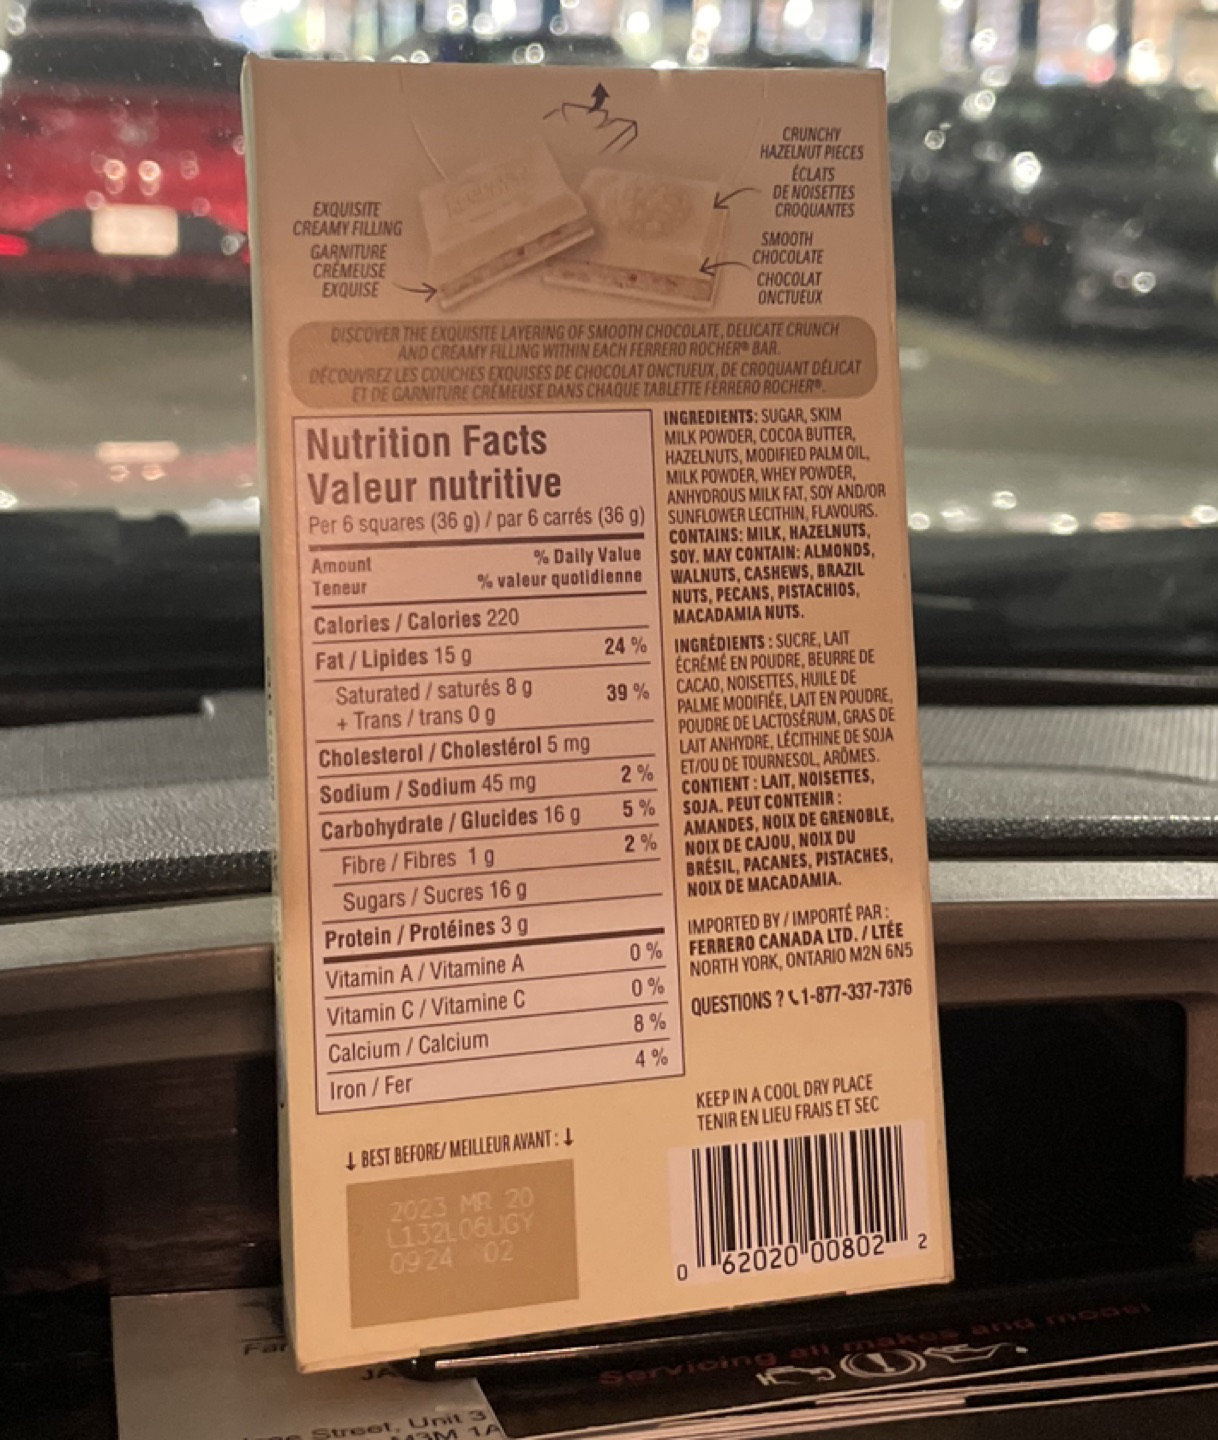 CRUNCHY
HAZELNUT PIECES
ÉCLATS
DE NOISETTES
CROQUANTES
EXQUISITE
CREAMY FILLING
GARNITURE
CRÉMEUSE
EXQUISE
SMOOTH
CHOCOLATE
CHOCOLAT
ONCTUEUX
DISCOVER THE EXQUISITE LAYERING OF SMOOTH CHOCOLATE, DELICATE CRUNCH
AND CREAMY FILLING WITHIN EACH FERRERO ROCHER® BAR.
DÉCOUVREZ LES COUCHES EXQUISES DE CHOCOLAT ONCTUEUX, DE CROQUANT DÉLICAT
ET DE GARNITURE CRÉMEUSE DANS CHAQUE TABLETTE FERRERO ROCHER®.
Nutrition Facts
Valeur nutritive
Per 6 squares (36 g) / par 6 carrés (36 g)
Amount % Daily Value
Teneur % valeur quotidienne
Calories / Calories 220
Fat / Lipides 15 g 24 %
Saturated / saturés 8 g 39 %
+ Trans / trans 0 g
Cholesterol / Cholestérol 5 mg
Sodium / Sodium 45 mg 2 %
Carbohydrate / Glucides 16 g 5 %
Fibre / Fibres 1 g 2 %
Sugars / Sucres 16 g
Protein / Protéines 3 g
Vitamin A / Vitamine A 0 %
Vitamin C / Vitamine C 0 %
Calcium / Calcium 8 %
Iron / Fer 4 %
INGREDIENTS: SUGAR, SKIM
MILK POWDER, COCOA BUTTER,
HAZELNUTS, MODIFIED PALM OIL,
MILK POWDER, WHEY POWDER,
ANHYDROUS MILK FAT, SOY AND/OR
SUNFLOWER LECITHIN, FLAVOURS.
CONTAINS: MILK, HAZELNUTS,
SOY. MAY CONTAIN: ALMONDS,
WALNUTS, CASHEWS, BRAZIL
NUTS, PECANS, PISTACHIOS,
MACADAMIA NUTS.
INGRÉDIENTS : SUCRE, LAIT
ÉCRÉMÉ EN POUDRE, BEURRE DE
CACAO, NOISETTES, HUILE DE
PALME MODIFIÉE, LAIT EN POUDRE,
POUDRE DE LACTOSÉRUM, GRAS DE
LAIT ANHYDRE, LÉCITHINE DE SOJA
ET/OU DE TOURNESOL, ARÔMES.
CONTIENT : LAIT, NOISETTES,
SOJA. PEUT CONTENIR :
AMANDES, NOIX DE GRENOBLE,
NOIX DE CAJOU, NOIX DU
BRÉSIL, PACANES, PISTACHES,
NOIX DE MACADAMIA.
IMPORTED BY / IMPORTÉ PAR :
FERRERO CANADA LTD. / LTÉE
NORTH YORK, ONTARIO M2N 6N5
QUESTIONS ? 1-877-337-7376
KEEP IN A COOL DRY PLACE
TENIR EN LIEU FRAIS ET SEC
↓ BEST BEFORE/ MEILLEUR AVANT : ↓
2023 MR 20
L132L06UGY
09:24 02
0 62020 00802 2
Servicing all makes and model
Street, Unit 3